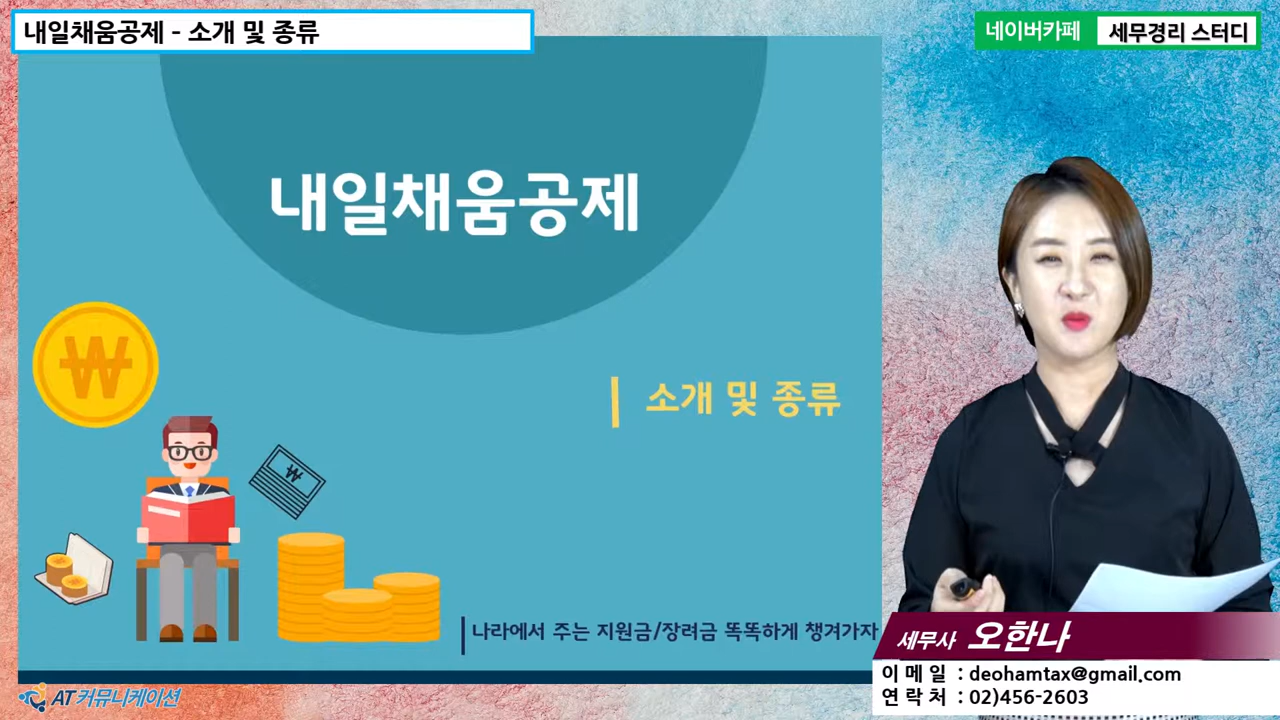 내일채움공제 - 소개 및 종류
네이버카페 세무경리 스터디
내일채움공제
소개 및 종류
나라에서 주는 지원금/장려금 똑똑하게 챙겨가자
세무사 오한나
이 메 일 : deohamtax@gmail.com
연 락 처 : 02)456-2603
AT커뮤니케이션